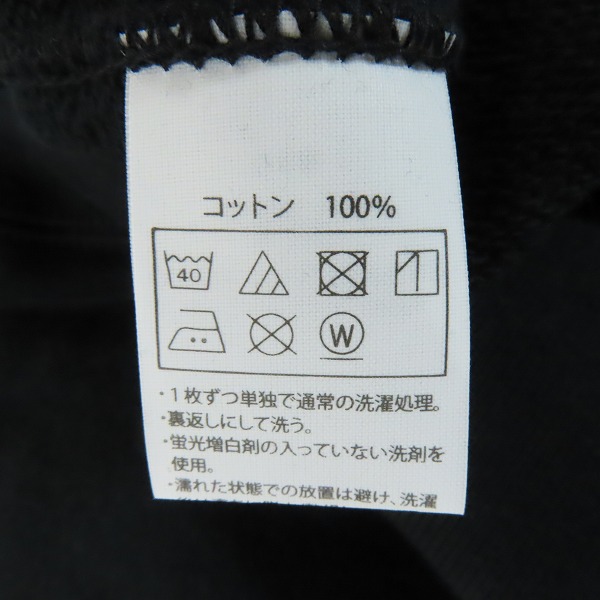 コットン 100%
40
W
・1枚ずつ単独で通常の洗濯処理。
・裏返しにして洗う。
・蛍光増白剤の入っていない洗剤を
使用。
・濡れた状態での放置は避け、洗濯